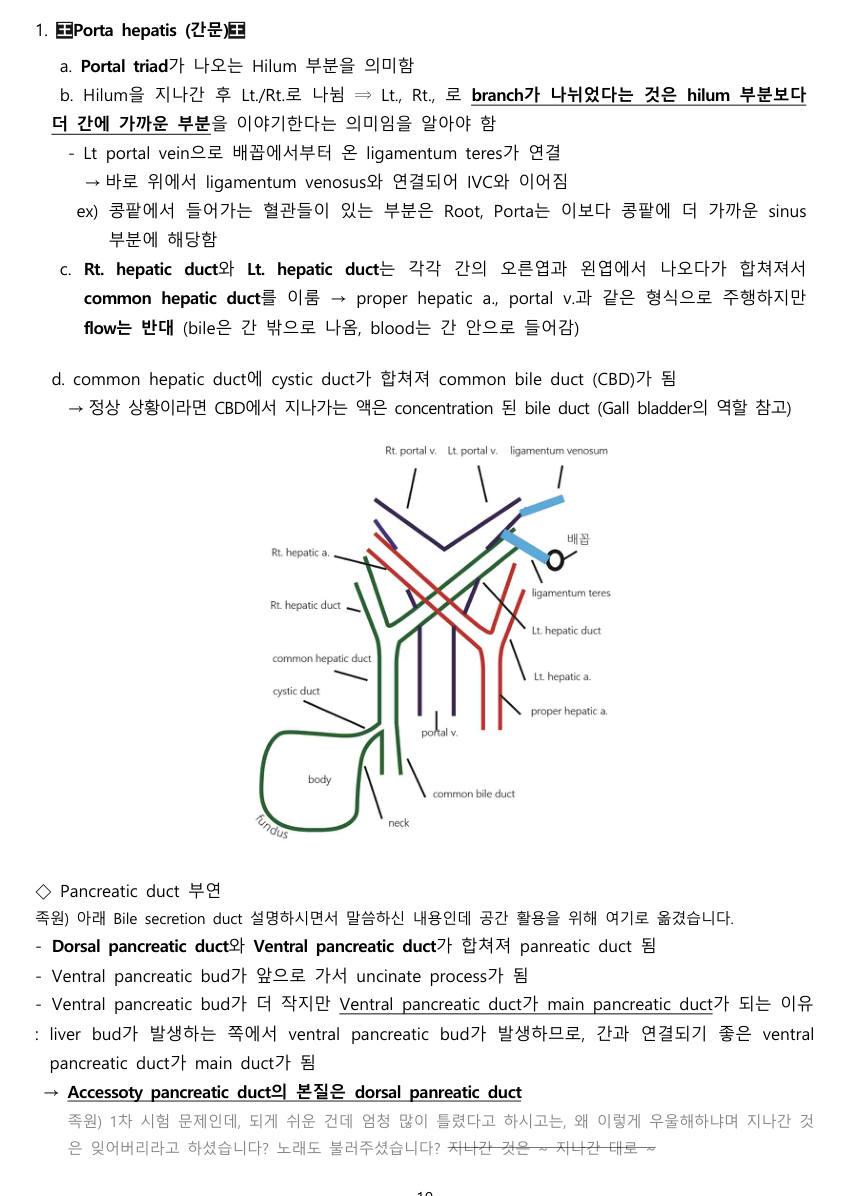 1. 王Porta hepatis (간문)王
a. Portal triad가 나오는 Hilum 부분을 의미함
b. Hilum을 지나간 후 Lt./Rt.로 나뉨 ⇒ Lt., Rt., 로 branch가 나뉘었다는 것은 hilum 부분보다
더 간에 가까운 부분을 이야기한다는 의미임을 알아야 함
- Lt portal vein으로 배꼽에서부터 온 ligamentum teres가 연결
→ 바로 위에서 ligamentum venosus와 연결되어 IVC와 이어짐
ex) 콩팥에서 들어가는 혈관들이 있는 부분은 Root, Porta는 이보다 콩팥에 더 가까운 sinus
부분에 해당함
c. Rt. hepatic duct와 Lt. hepatic duct는 각각 간의 오른엽과 왼엽에서 나오다가 합쳐져서
common hepatic duct를 이룸 → proper hepatic a., portal v.과 같은 형식으로 주행하지만
flow는 반대 (bile은 간 밖으로 나옴, blood는 간 안으로 들어감)
d. common hepatic duct에 cystic duct가 합쳐져 common bile duct (CBD)가 됨
→ 정상 상황이라면 CBD에서 지나가는 액은 concentration 된 bile duct (Gall bladder의 역할 참고)
Rt. portal v. Lt. portal v. ligamentum venosum
배꼽
Rt. hepatic a.
ligamentum teres
Rt. hepatic duct
Lt. hepatic duct
common hepatic duct
Lt. hepatic a.
cystic duct
proper hepatic a.
portal v.
body
common bile duct
neck
fundus
◇ Pancreatic duct 부연
족원) 아래 Bile secretion duct 설명하시면서 말씀하신 내용인데 공간 활용을 위해 여기로 옮겼습니다.
- Dorsal pancreatic duct와 Ventral pancreatic duct가 합쳐져 panreatic duct 됨
- Ventral pancreatic bud가 앞으로 가서 uncinate process가 됨
- Ventral pancreatic bud가 더 작지만 Ventral pancreatic duct가 main pancreatic duct가 되는 이유
: liver bud가 발생하는 쪽에서 ventral pancreatic bud가 발생하므로, 간과 연결되기 좋은 ventral
pancreatic duct가 main duct가 됨
→ Accessoty pancreatic duct의 본질은 dorsal panreatic duct
족원) 1차 시험 문제인데, 되게 쉬운 건데 엄청 많이 틀렸다고 하시고는, 왜 이렇게 우울해하냐며 지나간 것
은 잊어버리라고 하셨습니다? 노래도 불러주셨습니다? 지나간 것은 ~ 지나간 대로 ~